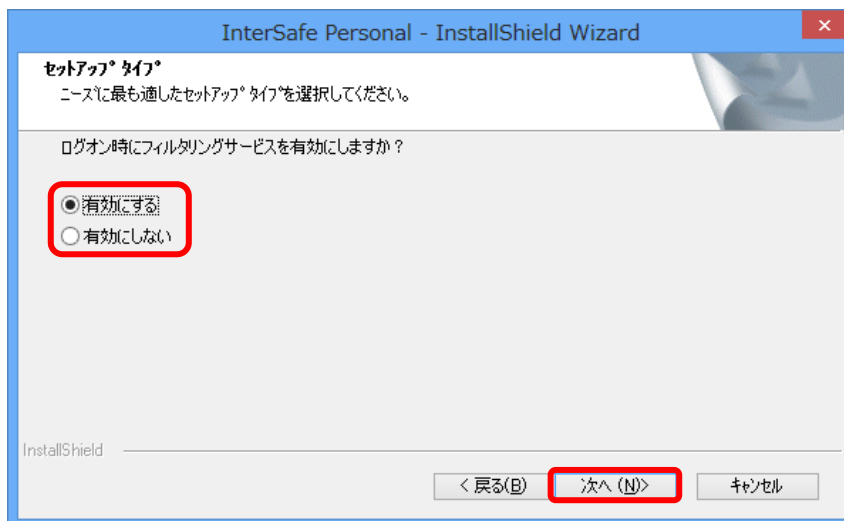 InterSafe Personal - InstallShield Wizard
セットアップ タイプ
ニーズに最も適したセットアップ タイプを選択してください。
ログオン時にフィルタリングサービスを有効にしますか?
有効にする
有効にしない
InstallShield
< 戻る(B)
次へ (N)>
キャンセル